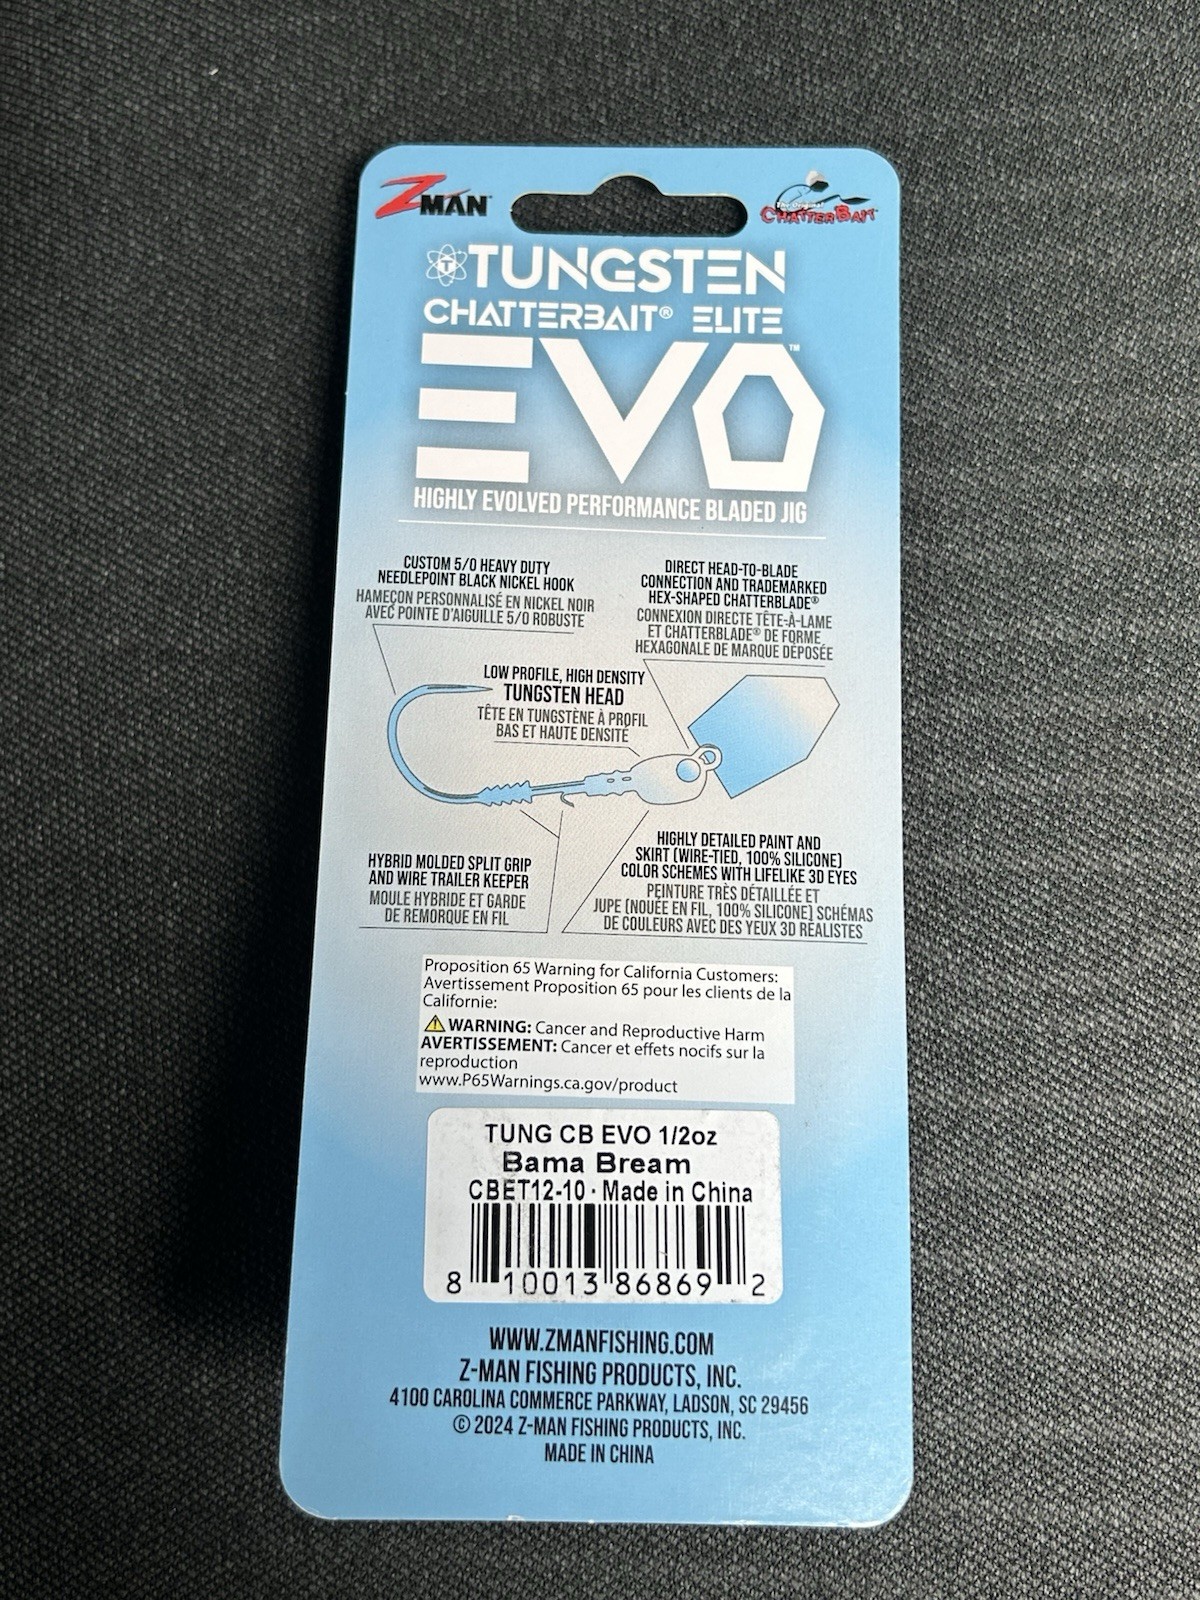 Z MAN
The Original
CHATTERBAIT
TUNGSTEN
CHATTERBAIT® ELITE
EVO™
HIGHLY EVOLVED PERFORMANCE BLADED JIG
CUSTOM 5/0 HEAVY DUTY
NEEDLEPOINT BLACK NICKEL HOOK
HAMEÇON PERSONNALISÉ EN NICKEL NOIR
AVEC POINTE D'AIGUILLE 5/0 ROBUSTE
DIRECT HEAD-TO-BLADE
CONNECTION AND TRADEMARKED
HEX-SHAPED CHATTERBLADE®
CONNEXION DIRECTE TÊTE-À-LAME
ET CHATTERBLADE® DE FORME
HEXAGONALE DE MARQUE DÉPOSÉE
LOW PROFILE, HIGH DENSITY
TUNGSTEN HEAD
TÊTE EN TUNGSTÈNE À PROFIL
BAS ET HAUTE DENSITÉ
HYBRID MOLDED SPLIT GRIP
AND WIRE TRAILER KEEPER
MOULE HYBRIDE ET GARDE
DE REMORQUE EN FIL
HIGHLY DETAILED PAINT AND
SKIRT (WIRE-TIED, 100% SILICONE)
COLOR SCHEMES WITH LIFELIKE 3D EYES
PEINTURE TRÈS DÉTAILLÉE ET
JUPE (NOUÉE EN FIL, 100% SILICONE) SCHÉMAS
DE COULEURS AVEC DES YEUX 3D RÉALISTES
Proposition 65 Warning for California Customers:
Avertissement Proposition 65 pour les clients de la
Californie:
WARNING: Cancer and Reproductive Harm
AVERTISSEMENT: Cancer et effets nocifs sur la
reproduction
www.P65Warnings.ca.gov/product
TUNG CB EVO 1/2oz
Bama Bream
CBET12-10 · Made in China
8 10013 86869 2
WWW.ZMANFISHING.COM
Z-MAN FISHING PRODUCTS, INC.
4100 CAROLINA COMMERCE PARKWAY, LADSON, SC 29456
© 2024 Z-MAN FISHING PRODUCTS, INC.
MADE IN CHINA